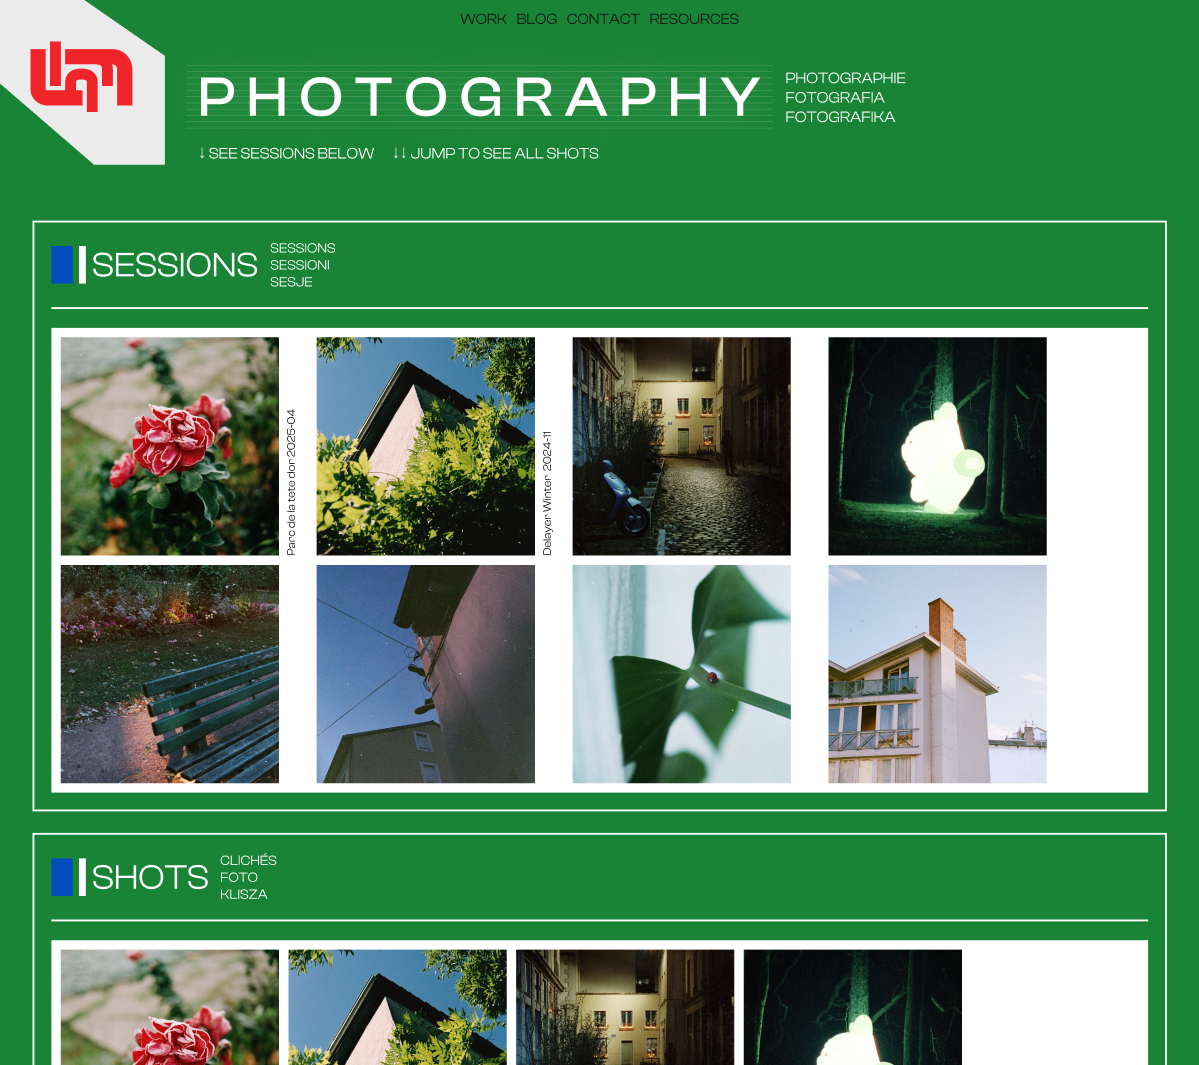 WORK BLOG CONTACT RESOURCES
PHOTOGRAPHY
PHOTOGRAPHIE
FOTOGRAFIA
FOTOGRAFIKA
↓ SEE SESSIONS BELOW ↓↓ JUMP TO SEE ALL SHOTS
SESSIONS
SESSIONS
SESSIONI
SESJE
Parc de la tete dor 2025-04
Delayer Winter 2024-11
SHOTS
CLICHÉS
FOTO
KLISZA